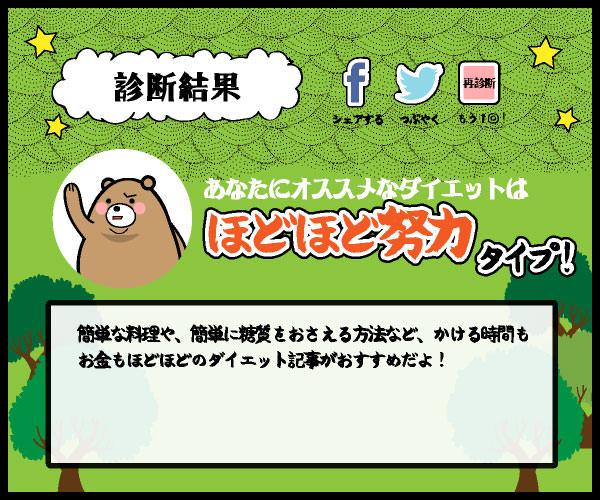 診断結果
再診断
シェアする
つぶやく
もう1回!
あなたにオススメなダイエットは
ほどほど努力
タイプ!
簡単な料理や、簡単に糖質をおさえる方法など、かける時間も
お金もほどほどのダイエット記事がおすすめだよ!